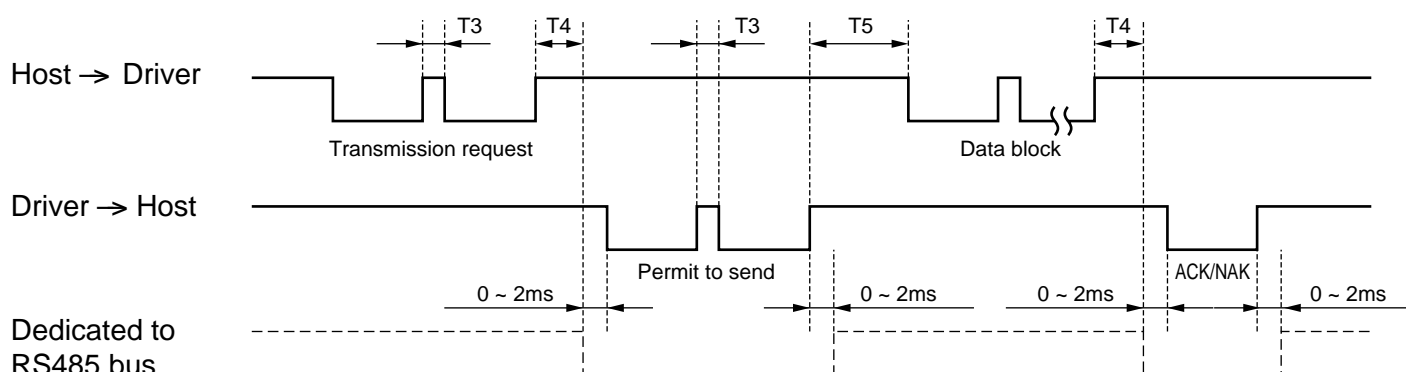 T3 T4 T3 T5 T4
Host → Driver
Transmission request Data block
Driver → Host
Permit to send ACK/NAK
0 ~ 2ms 0 ~ 2ms 0 ~ 2ms 0 ~ 2ms
Dedicated to
RS485 bus